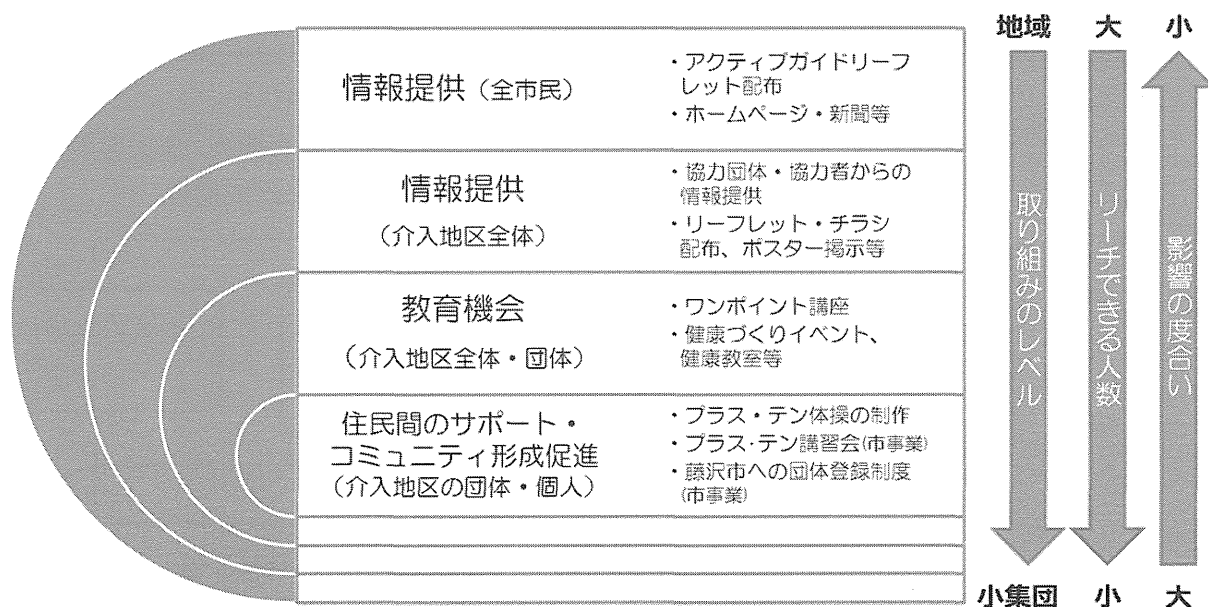 地域 大 小
情報提供（全市民）
・アクティブガイドリーフ
レット配布
・ホームページ・新聞等
情報提供
（介入地区全体）
・協力団体・協力者からの
情報提供
・リーフレット・チラシ
配布、ポスター掲示等
教育機会
（介入地区全体・団体）
・ワンポイント講座
・健康づくりイベント、
健康教室等
住民間のサポート・
コミュニティ形成促進
（介入地区の団体・個人）
・プラス・テン体操の制作
・プラス・テン講習会(市事業)
・藤沢市への団体登録制度
(市事業)
取り組みのレベル
リーチできる人数
影響の度合い
小集団 小 大